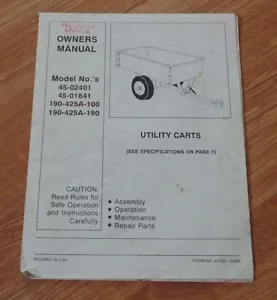 OWNERS
MANUAL
Model No.'s
45-02401
45-01841
190-425A-100
190-425A-190
UTILITY CARTS
(SEE SPECIFICATIONS ON PAGE 7)
CAUTION:
Read Rules for
Safe Operation
and Instructions
Carefully
• Assembly
• Operation
• Maintenance
• Repair Parts
PRINTED IN USA
FORM NO.